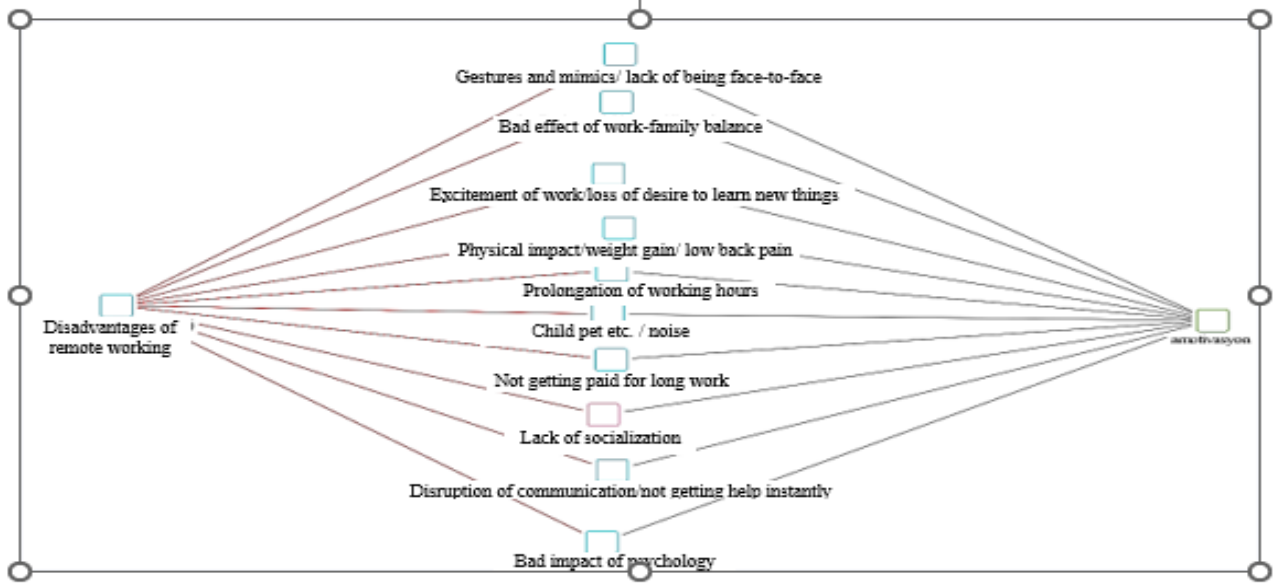 Gestures and mimics/ lack of being face-to-face
Bad effect of work-family balance
Excitement of work/loss of desire to learn new things
Physical impact/weight gain/ low back pain
Prolongation of working hours
Disadvantages of
remote working
Child pet etc. / noise
amotivasyon
Not getting paid for long work
Lack of socialization
Disruption of communication/not getting help instantly
Bad impact of psychology